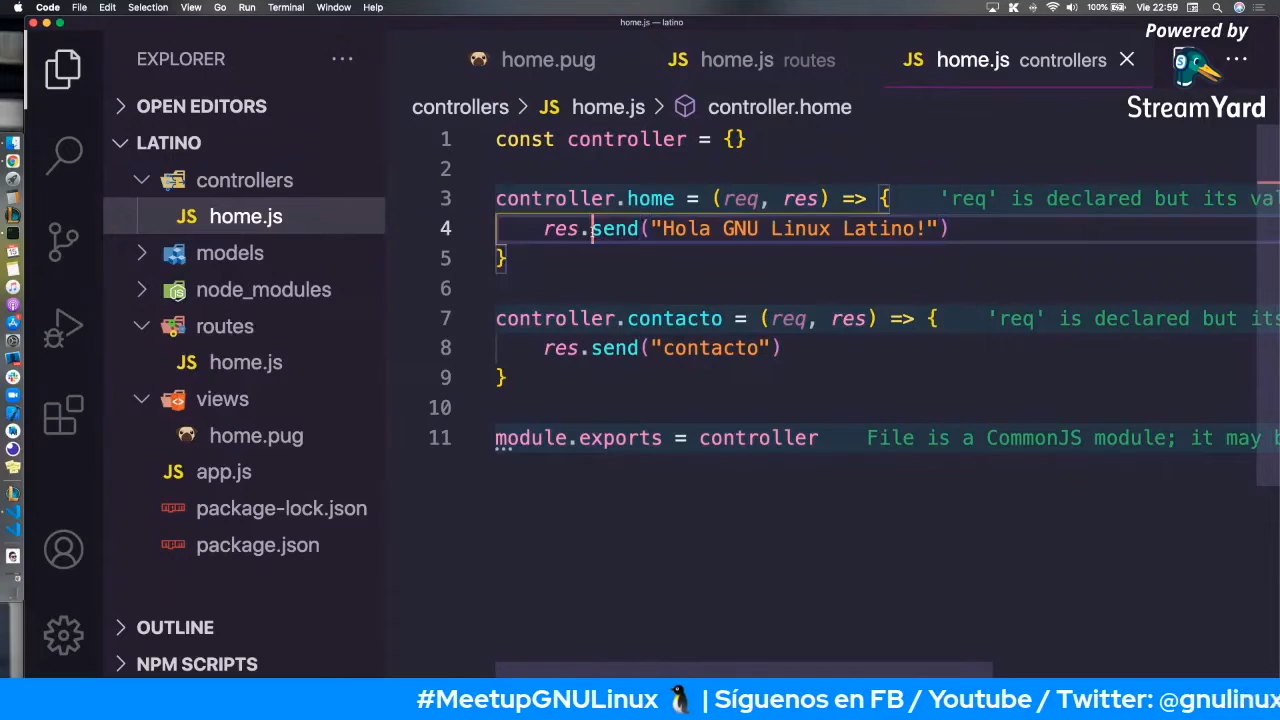 Code File Edit Selection View Go Run Terminal Window Help 100% Vie 22:59
home.js — latino
Powered by
StreamYard
EXPLORER
OPEN EDITORS
LATINO
controllers
JS home.js
models
node_modules
routes
JS home.js
views
home.pug
JS app.js
package-lock.json
package.json
OUTLINE
NPM SCRIPTS
home.pug JS home.js routes JS home.js controllers
controllers > JS home.js > controller.home
1 const controller = {}
2
3 controller.home = (req, res) => { 'req' is declared but its
4 res.send("Hola GNU Linux Latino!")
5 }
6
7 controller.contacto = (req, res) => { 'req' is declared but
8 res.send("contacto")
9 }
10
11 module.exports = controller File is a CommonJS module; it may
#MeetupGNULinux 🐧 | Síguenos en FB / Youtube / Twitter: @gnulinux